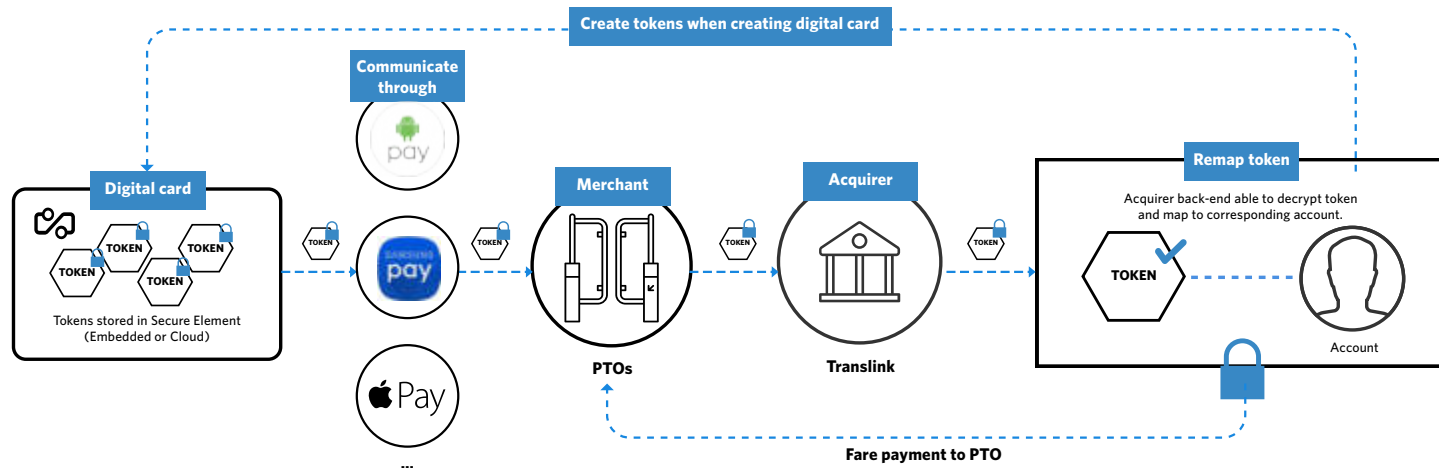 Create tokens when creating digital card
Communicate
through
pay
Digital card
TOKEN
TOKEN
TOKEN
TOKEN
Tokens stored in Secure Element
(Embedded or Cloud)
TOKEN
SAMSUNG
pay
TOKEN
Pay
...
Merchant
PTOs
TOKEN
Acquirer
Translink
TOKEN
Remap token
Acquirer back-end able to decrypt token
and map to corresponding account.
TOKEN
Account
Fare payment to PTO